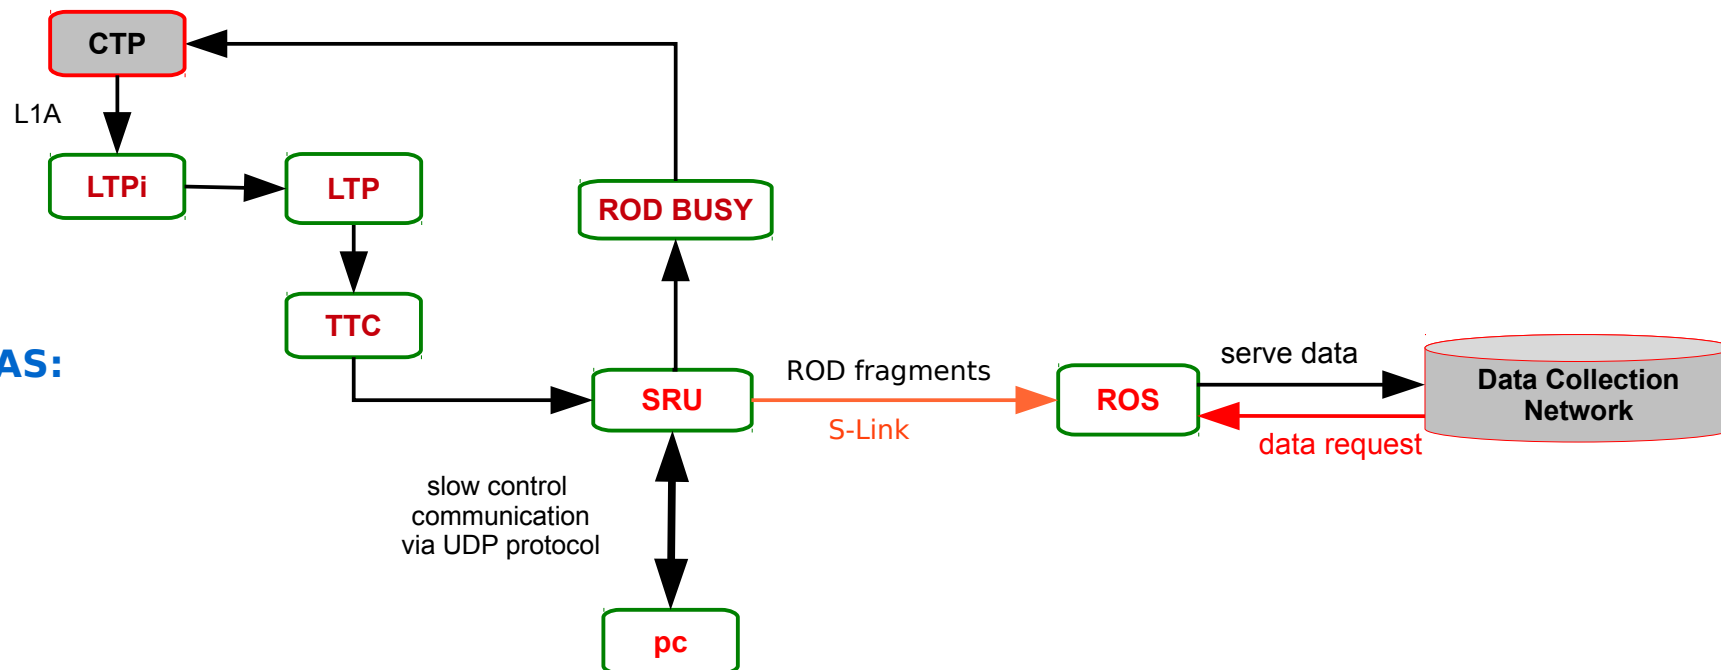 CTP
L1A
LTPi
LTP
ROD BUSY
TTC
AS:
SRU
ROD fragments
S-Link
ROS
serve data
data request
Data Collection
Network
slow control
communication
via UDP protocol
pc